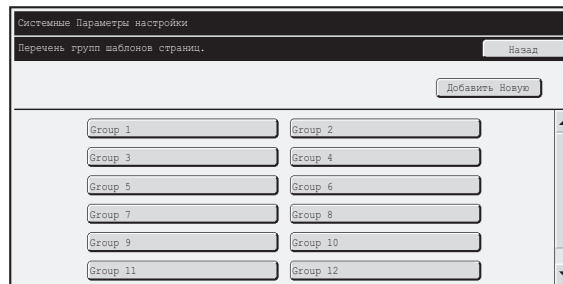 Системные Параметры настройки
Перечень групп шаблонов страниц.
Назад
Добавить Новую
Group 1
Group 2
Group 3
Group 4
Group 5
Group 6
Group 7
Group 8
Group 9
Group 10
Group 11
Group 12